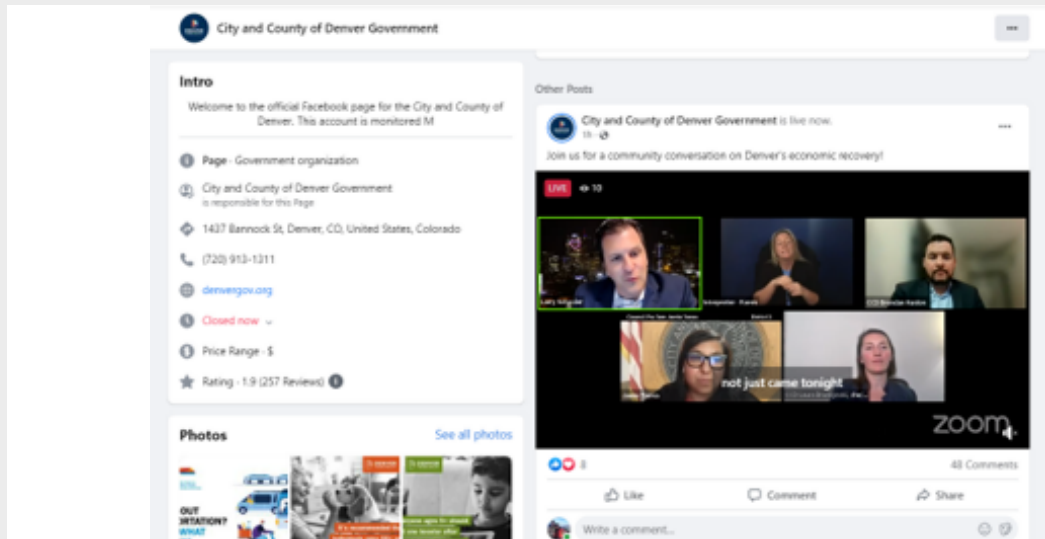 City and County of Denver Government
...
Intro
Welcome to the official Facebook page for the City and County of
Denver. This account is monitored M
Page · Government organization
City and County of Denver Government
is responsible for this Page
1437 Bannock St, Denver, CO, United States, Colorado
(720) 913-1311
denvergov.org
Closed now
Price Range · $
Rating · 1.9 (257 Reviews)
Photos
See all photos
OUT
WHAT
Other Posts
City and County of Denver Government is live now.
1h
...
Join us for a community conversation on Denver's economic recovery!
LIVE
10
not just came tonight
zoom
8
48 Comments
Like
Comment
Share
Write a comment...